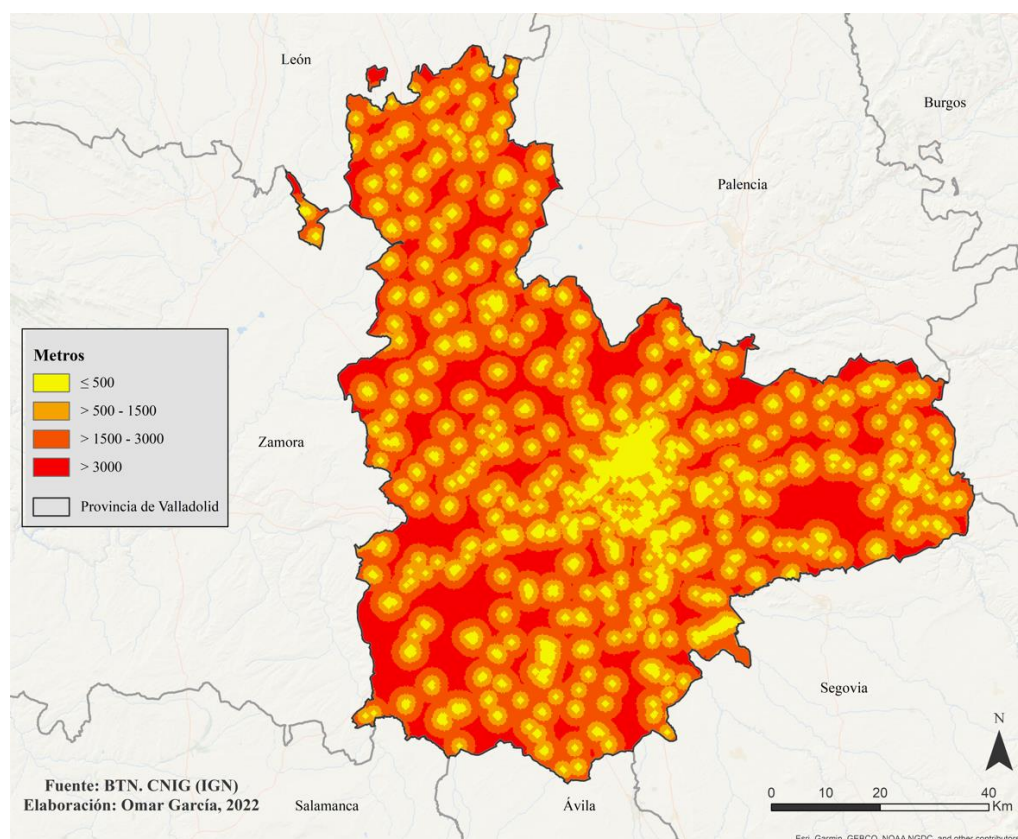 León
Burgos
Palencia
Metros
≤ 500
> 500 - 1500
> 1500 - 3000
> 3000
Provincia de Valladolid
Zamora
Segovia
N
Fuente: BTN. CNIG (IGN)
Elaboración: Omar García, 2022
Salamanca
Ávila
0 10 20 40
Km
Esri, Garmin, GEBCO, NOAA NGDC, and other contributors